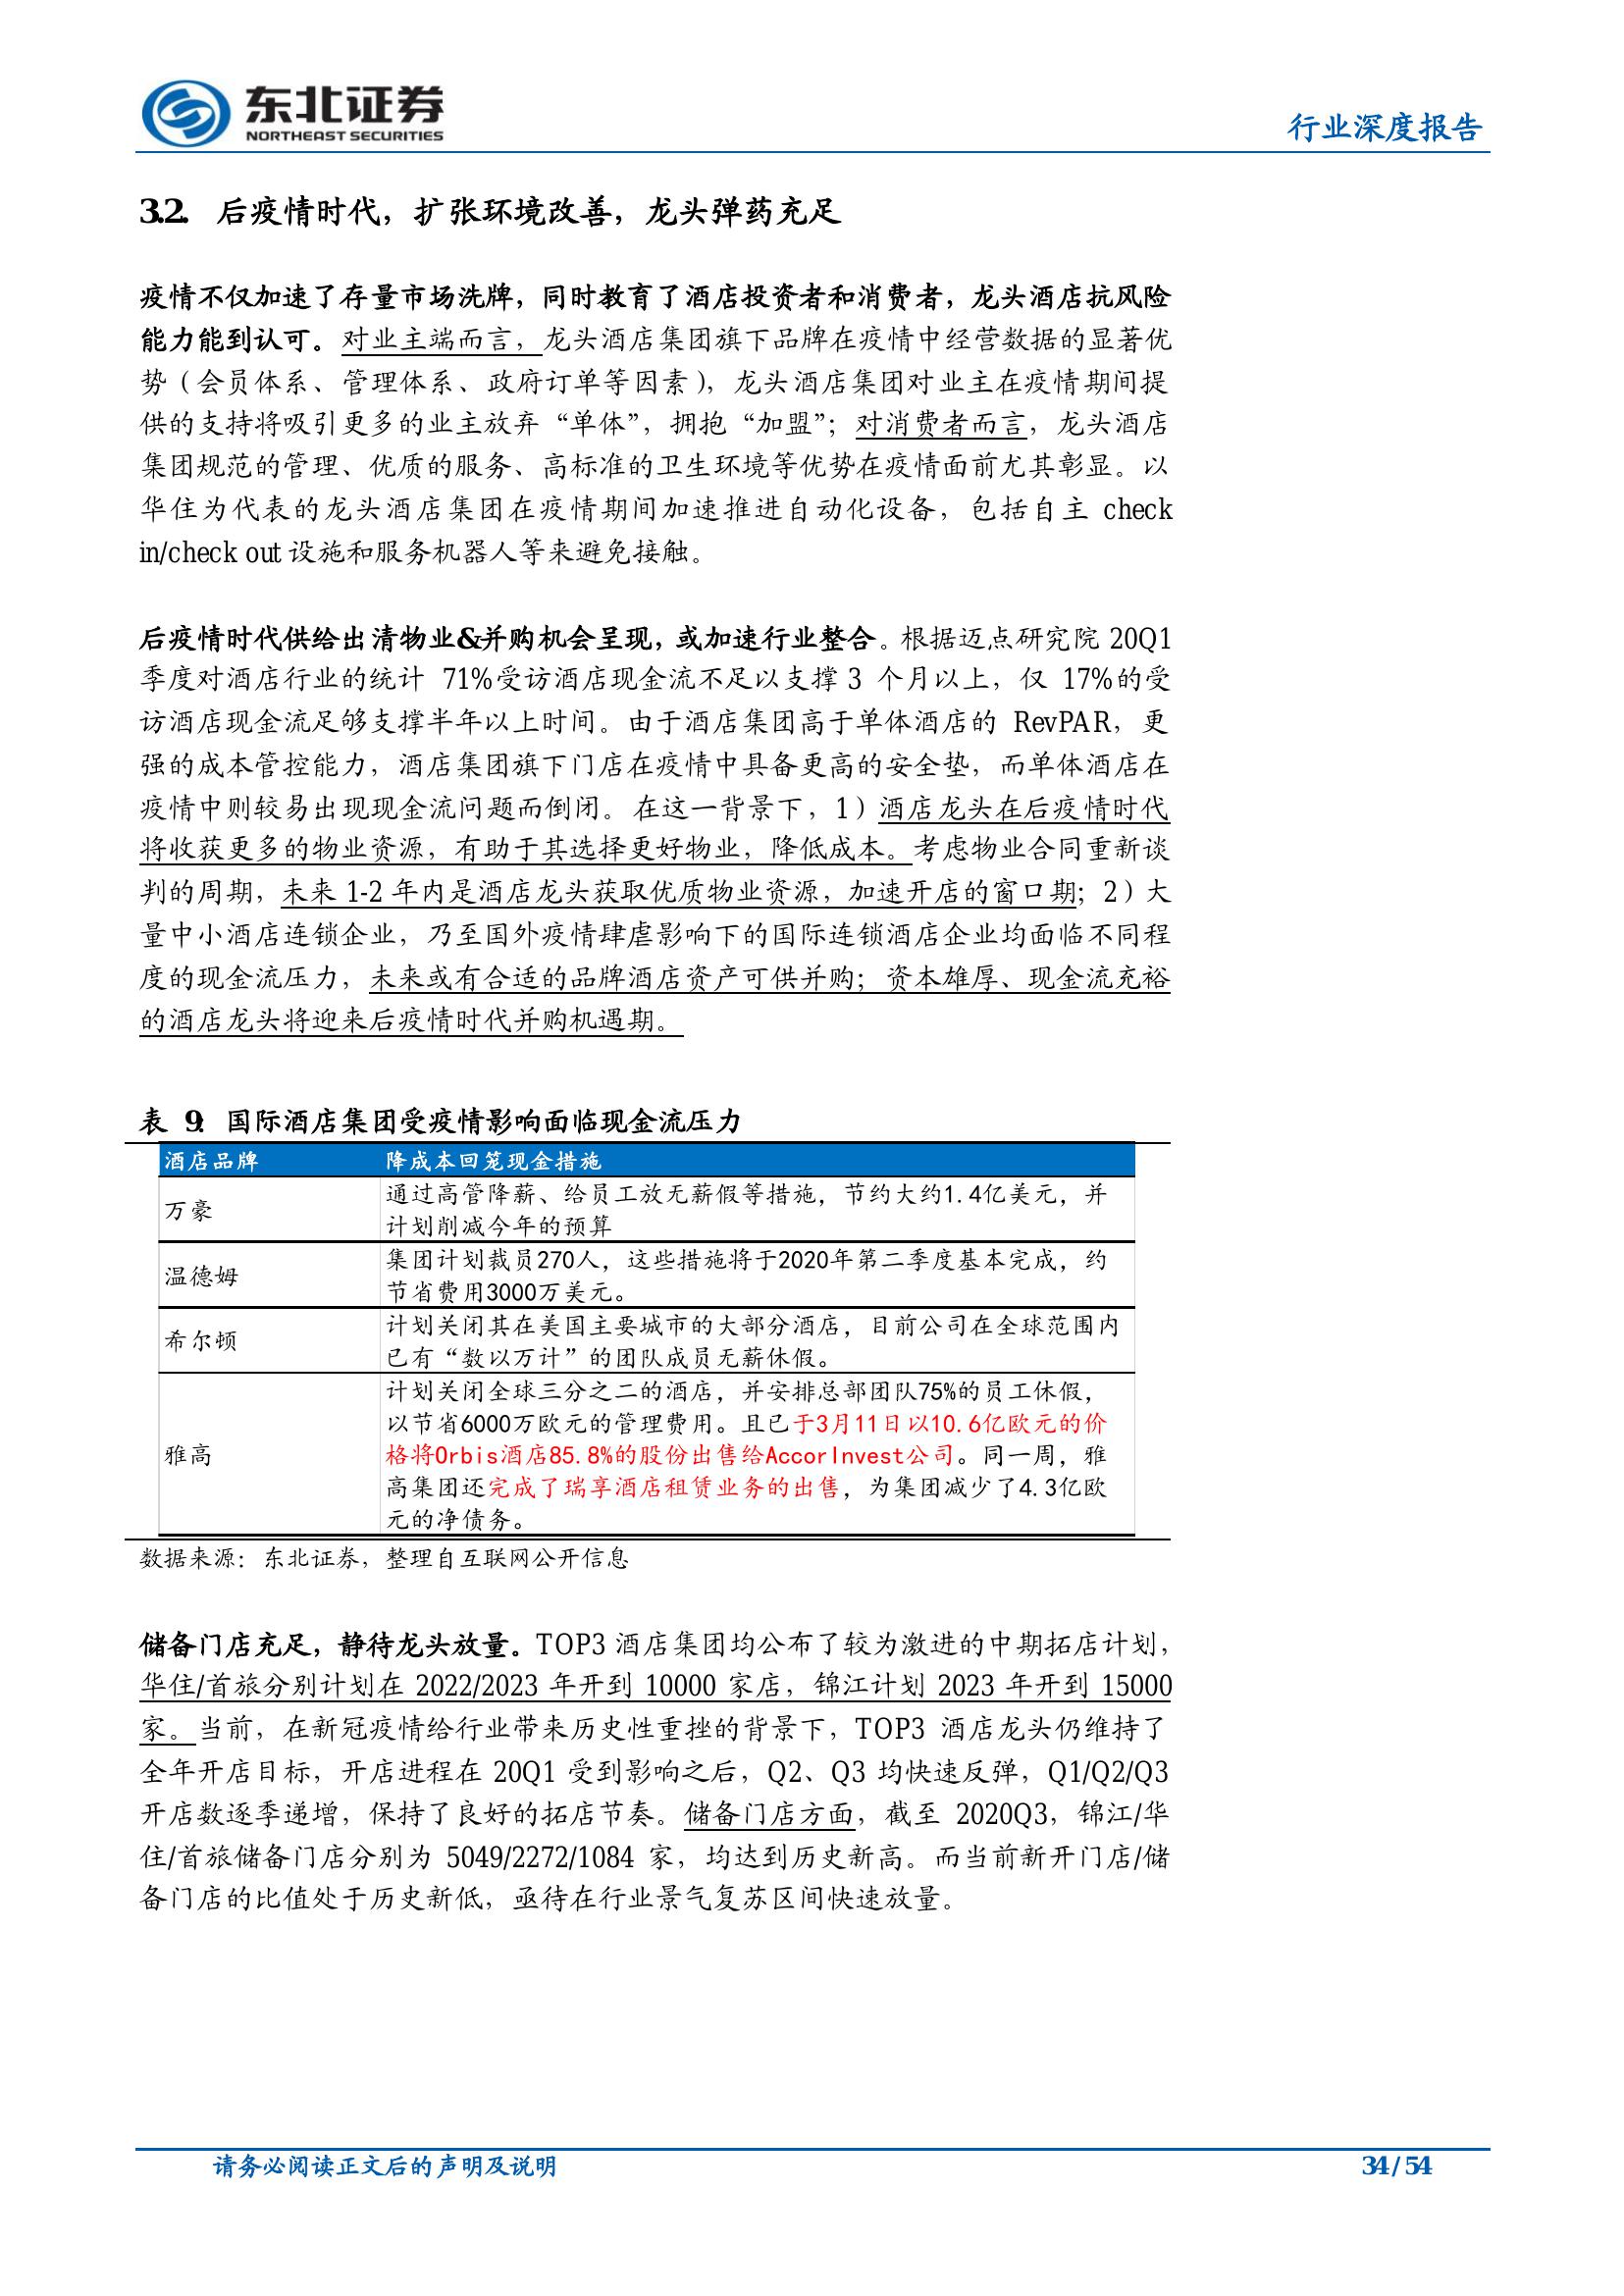 东北证券
NORTHEAST SECURITIES
行业深度报告
3.2. 后疫情时代，扩张环境改善，龙头弹药充足
疫情不仅加速了存量市场洗牌，同时教育了酒店投资者和消费者，龙头酒店抗风险
能力能到认可。对业主端而言，龙头酒店集团旗下品牌在疫情中经营数据的显著优
势（会员体系、管理体系、政府订单等因素），龙头酒店集团对业主在疫情期间提
供的支持将吸引更多的业主放弃“单体”，拥抱“加盟”；对消费者而言，龙头酒店
集团规范的管理、优质的服务、高标准的卫生环境等优势在疫情面前尤其彰显。以
华住为代表的龙头酒店集团在疫情期间加速推进自动化设备，包括自主 check
in/check out 设施和服务机器人等来避免接触。
后疫情时代供给出清物业&并购机会呈现，或加速行业整合。根据迈点研究院 20Q1
季度对酒店行业的统计 71%受访酒店现金流不足以支撑 3 个月以上，仅 17%的受
访酒店现金流足够支撑半年以上时间。由于酒店集团高于单体酒店的 RevPAR，更
强的成本管控能力，酒店集团旗下门店在疫情中具备更高的安全垫，而单体酒店在
疫情中则较易出现现金流问题而倒闭。在这一背景下，1）酒店龙头在后疫情时代
将收获更多的物业资源，有助于其选择更好物业，降低成本。考虑物业合同重新谈
判的周期，未来 1-2 年内是酒店龙头获取优质物业资源，加速开店的窗口期；2）大
量中小酒店连锁企业，乃至国外疫情肆虐影响下的国际连锁酒店企业均面临不同程
度的现金流压力，未来或有合适的品牌酒店资产可供并购；资本雄厚、现金流充裕
的酒店龙头将迎来后疫情时代并购机遇期。
表 9: 国际酒店集团受疫情影响面临现金流压力
酒店品牌 降成本回笼现金措施
万豪 通过高管降薪、给员工放无薪假等措施，节约大约1.4亿美元，并
计划削减今年的预算
温德姆 集团计划裁员270人，这些措施将于2020年第二季度基本完成，约
节省费用3000万美元。
希尔顿 计划关闭其在美国主要城市的大部分酒店，目前公司在全球范围内
已有“数以万计”的团队成员无薪休假。
雅高 计划关闭全球三分之二的酒店，并安排总部团队75%的员工休假，
以节省6000万欧元的管理费用。且已于3月11日以10.6亿欧元的价
格将Orbis酒店85.8%的股份出售给AccorInvest公司。同一周，雅
高集团还完成了瑞享酒店租赁业务的出售，为集团减少了4.3亿欧
元的净债务。
数据来源：东北证券，整理自互联网公开信息
储备门店充足，静待龙头放量。TOP3 酒店集团均公布了较为激进的中期拓店计划，
华住/首旅分别计划在 2022/2023 年开到 10000 家店，锦江计划 2023 年开到 15000
家。当前，在新冠疫情给行业带来历史性重挫的背景下，TOP3 酒店龙头仍维持了
全年开店目标，开店进程在 20Q1 受到影响之后，Q2、Q3 均快速反弹，Q1/Q2/Q3
开店数逐季递增，保持了良好的拓店节奏。储备门店方面，截至 2020Q3，锦江/华
住/首旅储备门店分别为 5049/2272/1084 家，均达到历史新高。而当前新开门店/储
备门店的比值处于历史新低，亟待在行业景气复苏区间快速放量。
请务必阅读正文后的声明及说明
34 / 54